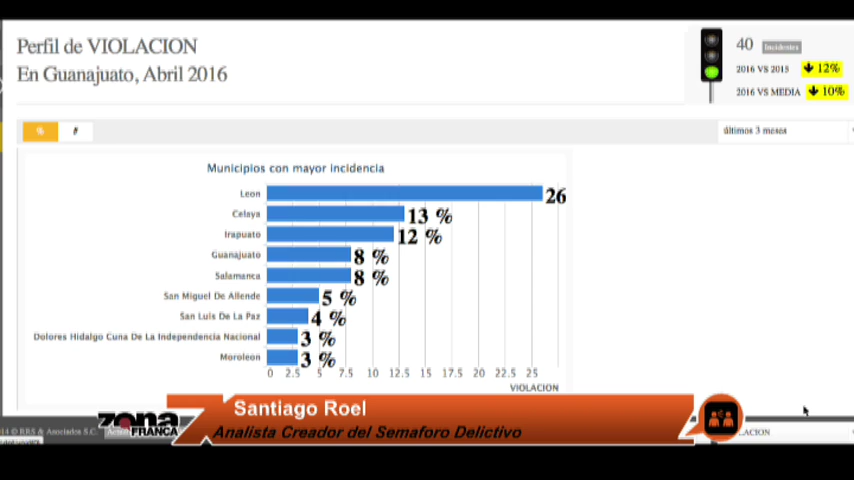 Perfil de VIOLACION
En Guanajuato, Abril 2016
40 Incidentes
2016 VS 2015 12%
2016 VS MEDIA 10%
% #
últimos 3 meses
Municipios con mayor incidencia
Leon 26
Celaya 13 %
Irapuato 12 %
Guanajuato 8 %
Salamanca 8 %
San Miguel De Allende 5 %
San Luis De La Paz 4 %
Dolores Hidalgo Cuna De La Independencia Nacional 3 %
Moroleon 3 %
0 2.5 5 7.5 10 12.5 15 17.5 20 22.5 25
VIOLACION
Santiago Roel
Analista Creador del Semaforo Delictivo
zona
FRANCA
14 © RRS & Asociados S.C.
LACION